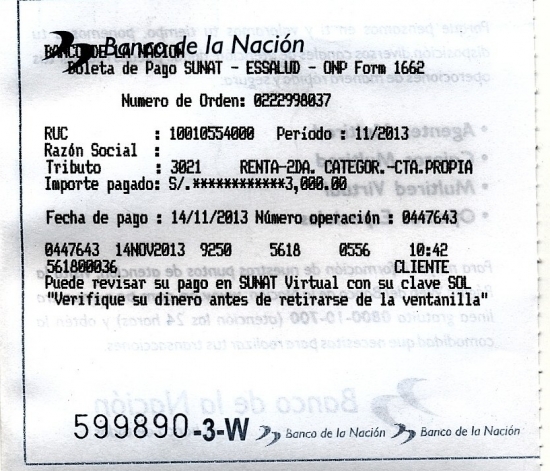 Banco de la Nación
BANCO DE LA NACION
Boleta de Pago SUNAT - ESSALUD - ONP Form 1662
Numero de Orden: 0222998037
RUC : 10010554000 Período : 11/2013
Razón Social :
Tributo : 3021 RENTA-2DA. CATEGOR.-CTA.PROPIA
Importe pagado: S/.************3,000.00
Fecha de pago : 14/11/2013 Número operación : 0447643
0447643 14NOV2013 9250 5618 0556 10:42
561800036 CLIENTE
Puede revisar su pago en SUNAT Virtual con su clave SOL
"Verifique su dinero antes de retirarse de la ventanilla"
599890-3-W Banco de la Nación Banco de la Nación